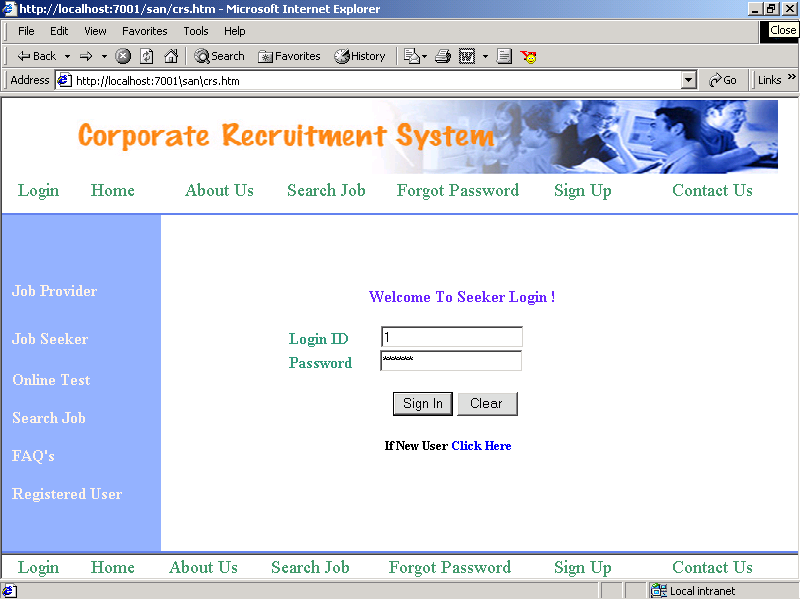 http://localhost:7001/san/crs.htm - Microsoft Internet Explorer
File Edit View Favorites Tools Help
Close
Back Search Favorites History
Address http://localhost:7001\san\crs.htm Go Links »
Corporate Recruitment System
Login Home About Us Search Job Forgot Password Sign Up Contact Us
Job Provider
Job Seeker
Online Test
Search Job
FAQ's
Registered User
Welcome To Seeker Login !
Login ID 1
Password ******
Sign In Clear
If New User Click Here
Login Home About Us Search Job Forgot Password Sign Up Contact Us
Local intranet